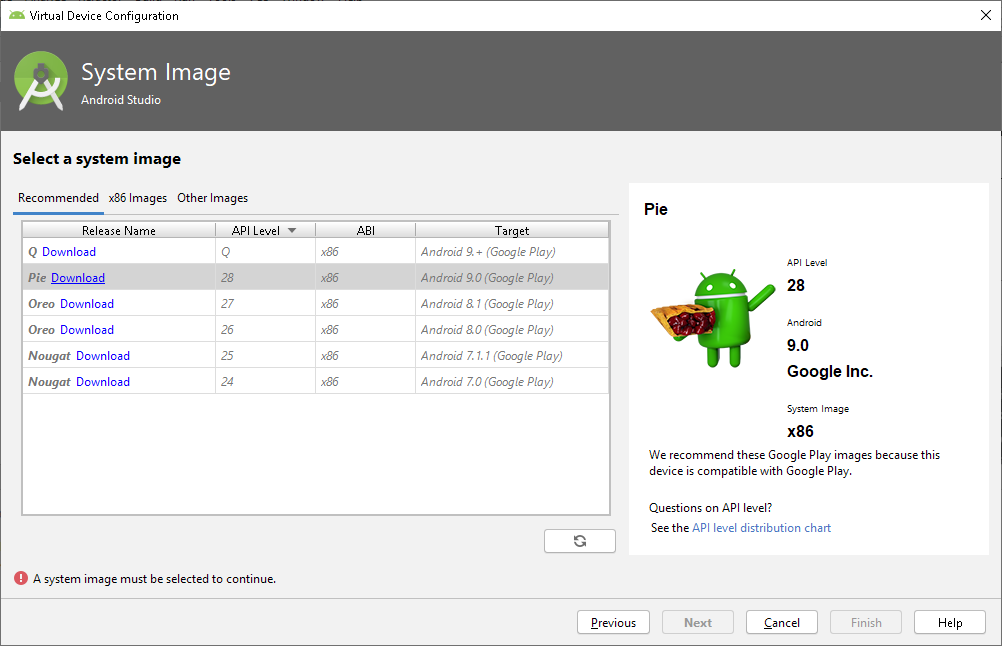 Virtual Device Configuration
System Image
Android Studio
Select a system image
Recommended x86 Images Other Images
Release Name API Level ABI Target
Q Download Q x86 Android 9.+ (Google Play)
Pie Download 28 x86 Android 9.0 (Google Play)
Oreo Download 27 x86 Android 8.1 (Google Play)
Oreo Download 26 x86 Android 8.0 (Google Play)
Nougat Download 25 x86 Android 7.1.1 (Google Play)
Nougat Download 24 x86 Android 7.0 (Google Play)
Pie
API Level
28
Android
9.0
Google Inc.
System Image
x86
We recommend these Google Play images because this
device is compatible with Google Play.
Questions on API level?
See the API level distribution chart
A system image must be selected to continue.
Previous Next Cancel Finish Help